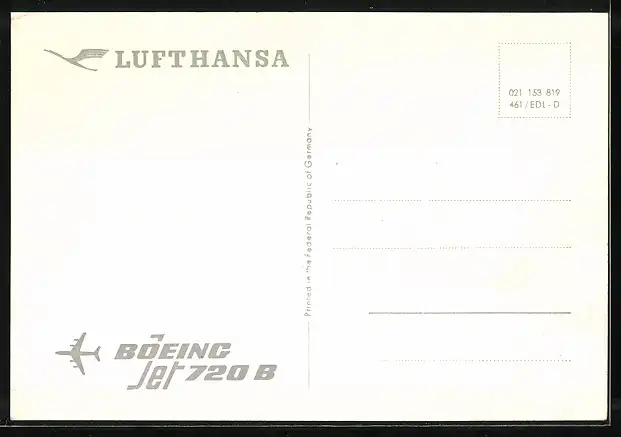 LUFTHANSA
021 153 819
461/EDL-D
Printed in the Federal Republic of Germany
BOEING
Jet 720 B